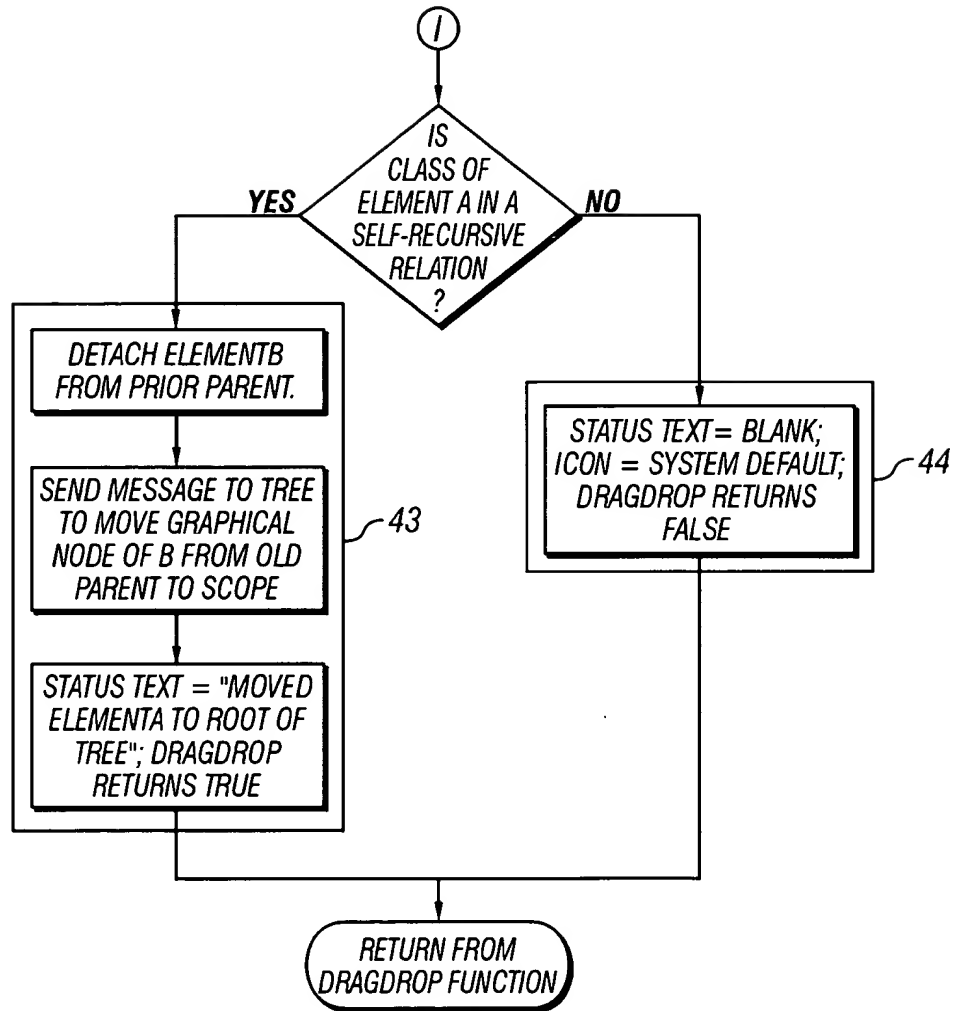 I
IS
CLASS OF
ELEMENT A IN A
SELF-RECURSIVE
RELATION
?
YES
NO
DETACH ELEMENTB
FROM PRIOR PARENT.
SEND MESSAGE TO TREE
TO MOVE GRAPHICAL
NODE OF B FROM OLD
PARENT TO SCOPE
43
STATUS TEXT = "MOVED
ELEMENTA TO ROOT OF
TREE"; DRAGDROP
RETURNS TRUE
STATUS TEXT= BLANK;
ICON = SYSTEM DEFAULT;
DRAGDROP RETURNS
FALSE
44
RETURN FROM
DRAGDROP FUNCTION